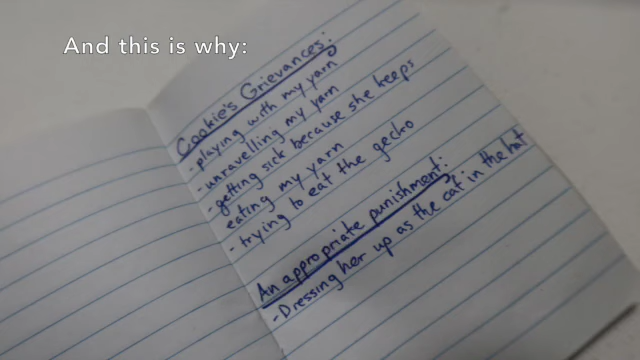 And this is why:
Cookie's Grievances:
- playing with my yarn
- unravelling my yarn
- getting sick because she keeps
eating my yarn
- trying to eat the gecko
An appropriate punishment:
- Dressing her up as the cat in the hat